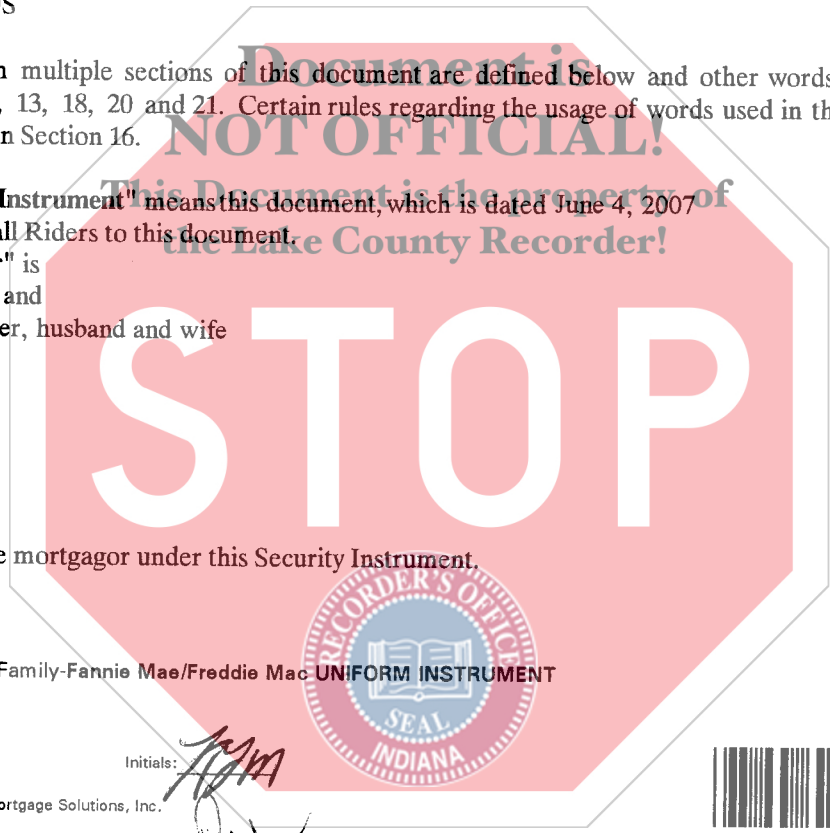 S
n multiple sections of this document are defined below and other words
, 13, 18, 20 and 21. Certain rules regarding the usage of words used in th
n Section 16.
Document is
NOT OFFICIAL!
This Document is the property of
the Lake County Recorder!
Instrument" means this document, which is dated June 4, 2007
ll Riders to this document.
" is
and
er, husband and wife
STOP
e mortgagor under this Security Instrument.
RECORDER'S OFFICE
SEAL
INDIANA
Family-Fannie Mae/Freddie Mac UNIFORM INSTRUMENT
Initials:
ortgage Solutions, Inc.